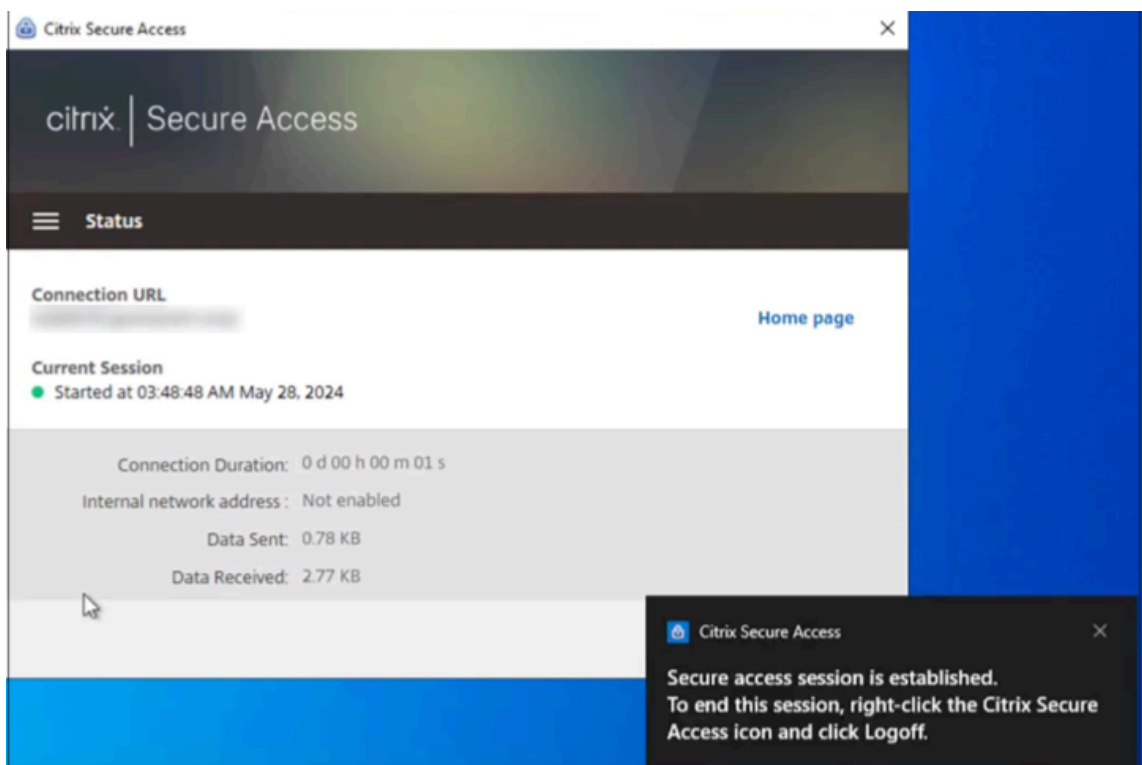 Citrix Secure Access
citrix. | Secure Access
Status
Connection URL
Home page
Current Session
Started at 03:48:48 AM May 28, 2024
Connection Duration: 0 d 00 h 00 m 01 s
Internal network address : Not enabled
Data Sent: 0.78 KB
Data Received: 2.77 KB
Citrix Secure Access
Secure access session is established.
To end this session, right-click the Citrix Secure
Access icon and click Logoff.